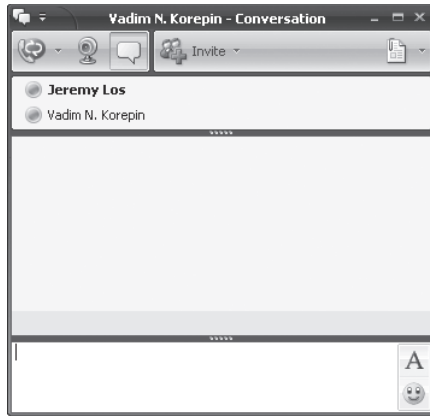 Vadim N. Korepin - Conversation
Invite
Jeremy Los
Vadim N. Korepin
A